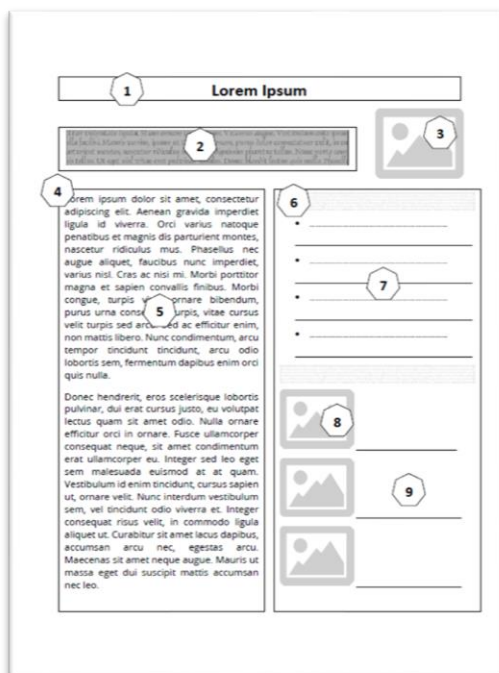 1
Lorem Ipsum
2
3
4
Lorem ipsum dolor sit amet, consectetur
adipiscing elit. Aenean gravida imperdiet
ligula id viverra. Orci varius natoque
penatibus et magnis dis parturient montes,
nascetur ridiculus mus. Phasellus nec
augue aliquet, faucibus nunc imperdiet,
varius nisl. Cras ac nisi mi. Morbi porttitor
magna et sapien convallis finibus. Morbi
congue, turpis ornare bibendum,
purus urna turpis, vitae cursus
5
velit turpis sed arcu. Sed ac efficitur enim,
non mattis libero. Nunc condimentum, arcu
tempor tincidunt tincidunt, arcu odio
lobortis sem, fermentum dapibus enim orci
quis nulla.
Donec hendrerit, eros scelerisque lobortis
pulvinar, dui erat cursus justo, eu volutpat
lectus quam sit amet odio. Nulla ornare
efficitur orci in ornare. Fusce ullamcorper
consequat neque, sit amet condimentum
erat ullamcorper eu. Integer sed leo eget
sem malesuada euismod at at quam.
Vestibulum id enim tincidunt, cursus sapien
ut, ornare velit. Nunc interdum vestibulum
sem, vel tincidunt odio viverra et. Integer
consequat risus velit, in commodo ligula
aliquet ut. Curabitur sit amet lacus dapibus,
accumsan arcu nec, egestas arcu.
Maecenas sit amet neque augue. Mauris ut
massa eget dui suscipit mattis accumsan
nec leo.
6
7
8
9